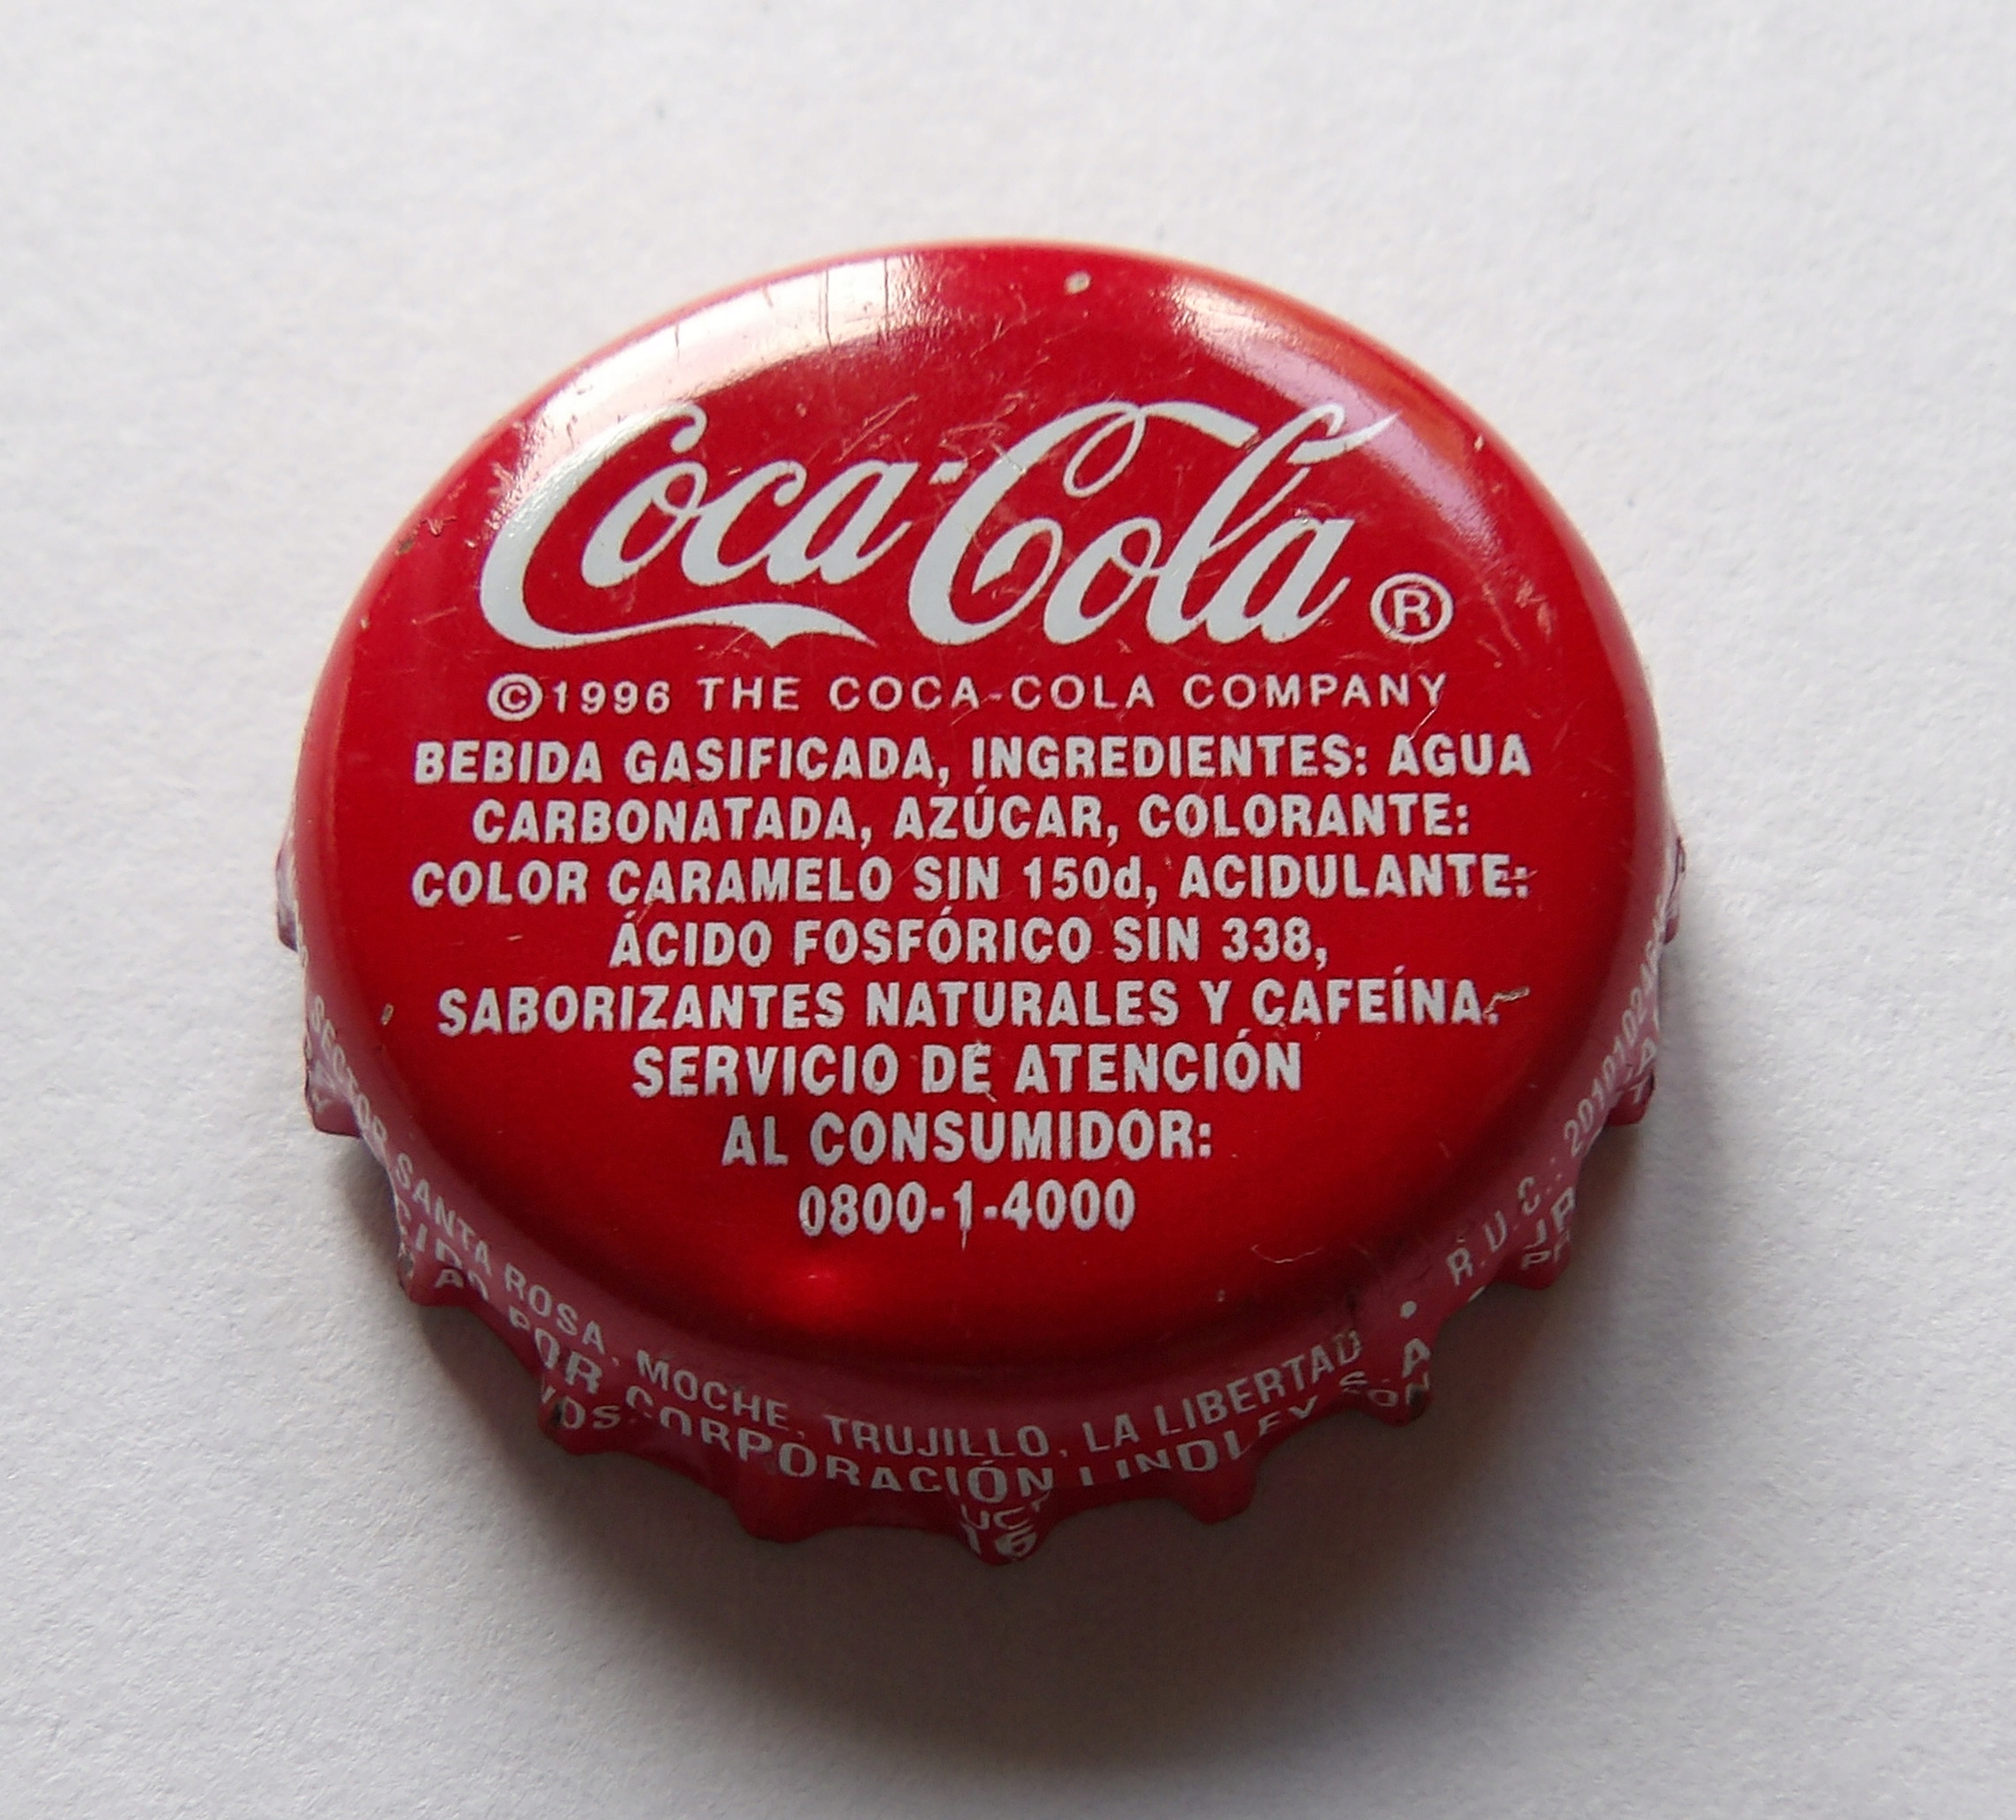 Coca-Cola ®
©1996 THE COCA-COLA COMPANY
BEBIDA GASIFICADA, INGREDIENTES: AGUA
CARBONATADA, AZÚCAR, COLORANTE:
COLOR CARAMELO SIN 150d, ACIDULANTE:
ÁCIDO FOSFÓRICO SIN 338,
SABORIZANTES NATURALES Y CAFEÍNA.
SERVICIO DE ATENCIÓN
AL CONSUMIDOR:
0800-1-4000
SECTOR SANTA ROSA, MOCHE, TRUJILLO, LA LIBERTAD • R.U.C.:
POR CORPORACIÓN LINDLEY S.A.